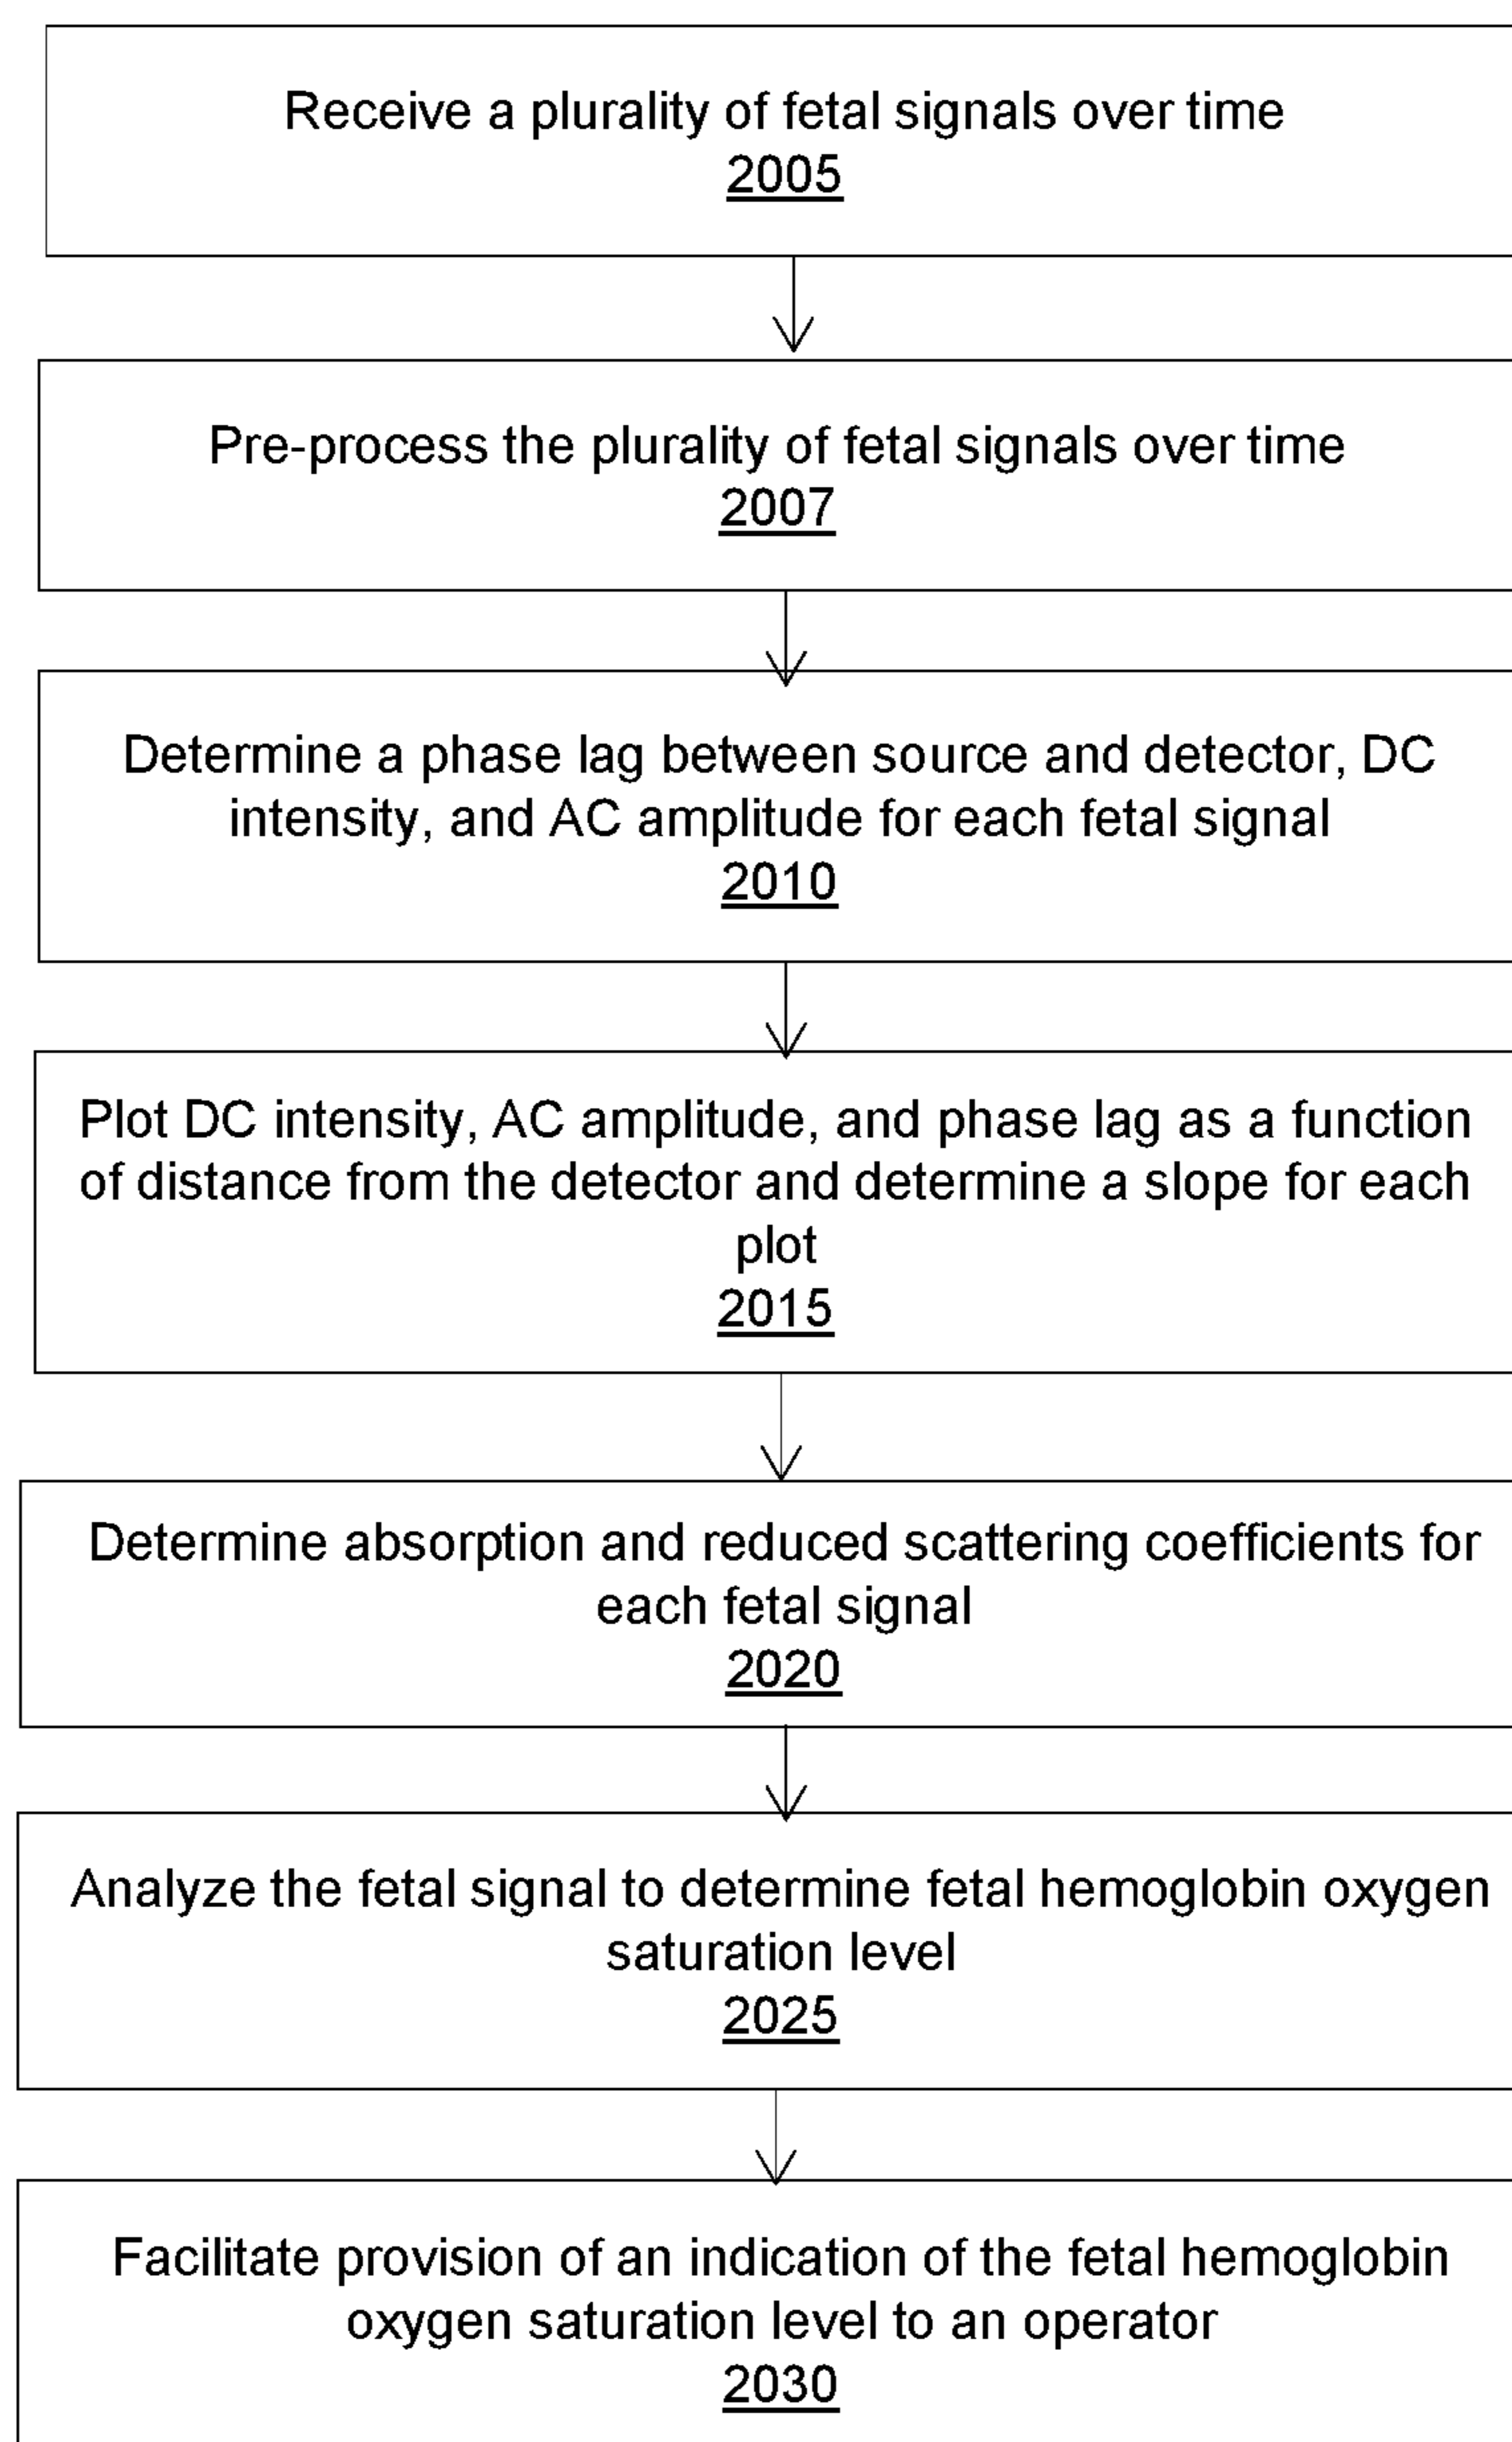 Receive a plurality of fetal signals over time
2005
Pre-process the plurality of fetal signals over time
2007
Determine a phase lag between source and detector, DC
intensity, and AC amplitude for each fetal signal
2010
Plot DC intensity, AC amplitude, and phase lag as a function
of distance from the detector and determine a slope for each
plot
2015
Determine absorption and reduced scattering coefficients for
each fetal signal
2020
Analyze the fetal signal to determine fetal hemoglobin oxygen
saturation level
2025
Facilitate provision of an indication of the fetal hemoglobin
oxygen saturation level to an operator
2030